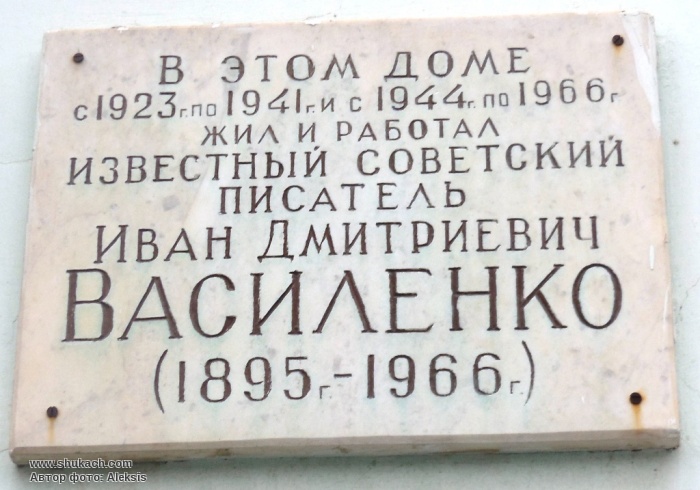 В ЭТОМ ДОМЕ
с 1923г. по 1941г. и с 1944г. по 1966г
ЖИЛ И РАБОТАЛ
ИЗВЕСТНЫЙ СОВЕТСКИЙ
ПИСАТЕЛЬ
ИВАН ДМИТРИЕВИЧ
ВАСИЛЕНКО
(1895г. - 1966г.)
www.shukach.com
Автор фото: Aleksis